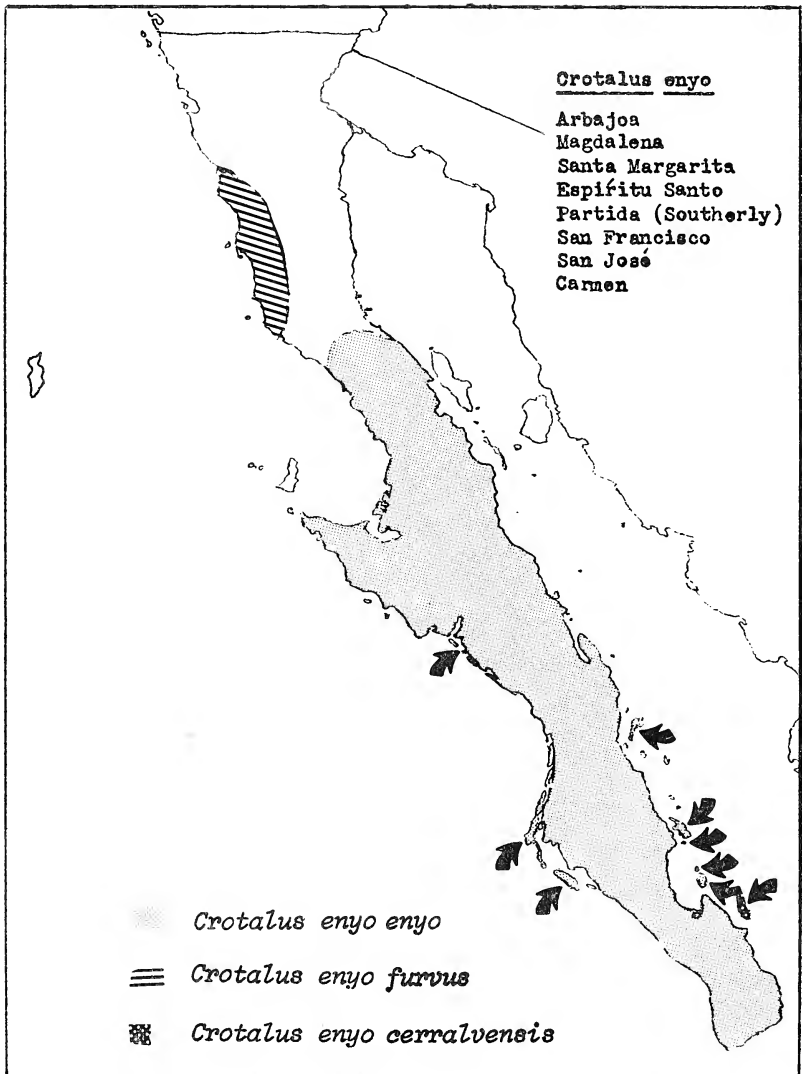 Crotalus enyo
Arbajoa
Magdalena
Santa Margarita
Espíritu Santo
Partida (Southerly)
San Francisco
San José
Carmen
Crotalus enyo enyo
Crotalus enyo furvus
Crotalus enyo cerralvensis